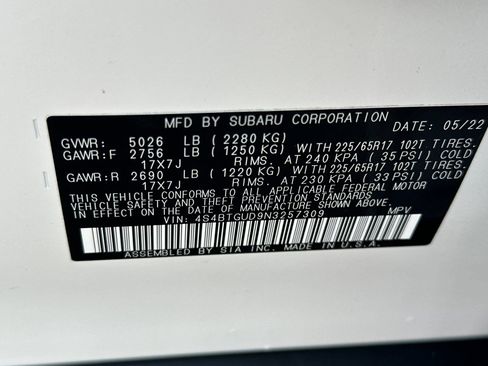 MFD BY SUBARU CORPORATION DATE: 05/22
GVWR: 5026 LB ( 2280 KG)
GAWR:F 2756 LB ( 1250 KG) WITH 225/65R17 102T TIRES.
17X7J RIMS. AT 240 KPA ( 35 PSI) COLD
GAWR:R 2690 LB ( 1220 KG) WITH 225/65R17 102T TIRES.
17X7J RIMS. AT 230 KPA ( 33 PSI) COLD
THIS VEHICLE CONFORMS TO ALL APPLICABLE FEDERAL MOTOR
VEHICLE SAFETY AND THEFT PREVENTION STANDARDS
IN EFFECT ON THE DATE OF
MANUFACTURE SHOWN ABOVE.
VIN: 4S4BTGUD9N3257309 MPV
ASSEMBLED BY SIA INC. MADE IN U.S.A.